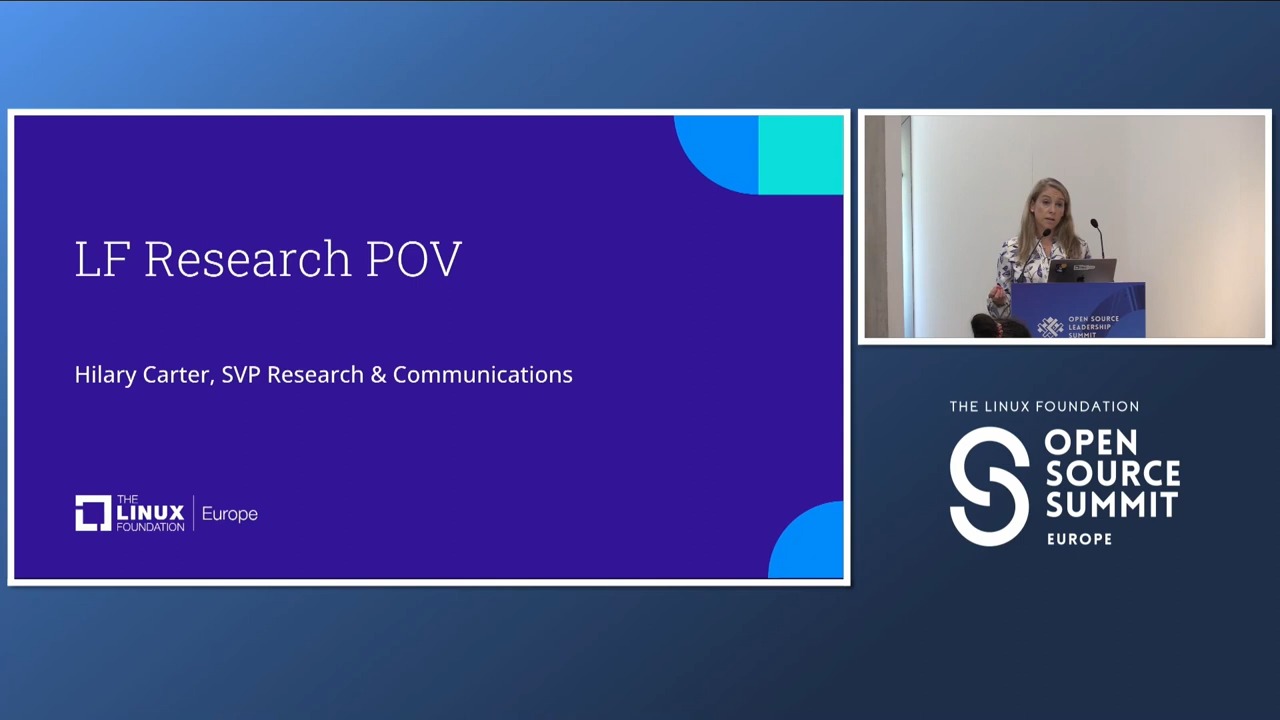 LF Research POV
Hilary Carter, SVP Research & Communications
THE
LINUX
FOUNDATION
Europe
OPEN SOURCE
LEADERSHIP
SUMMIT
THE LINUX FOUNDATION
OPEN
SOURCE
SUMMIT
EUROPE